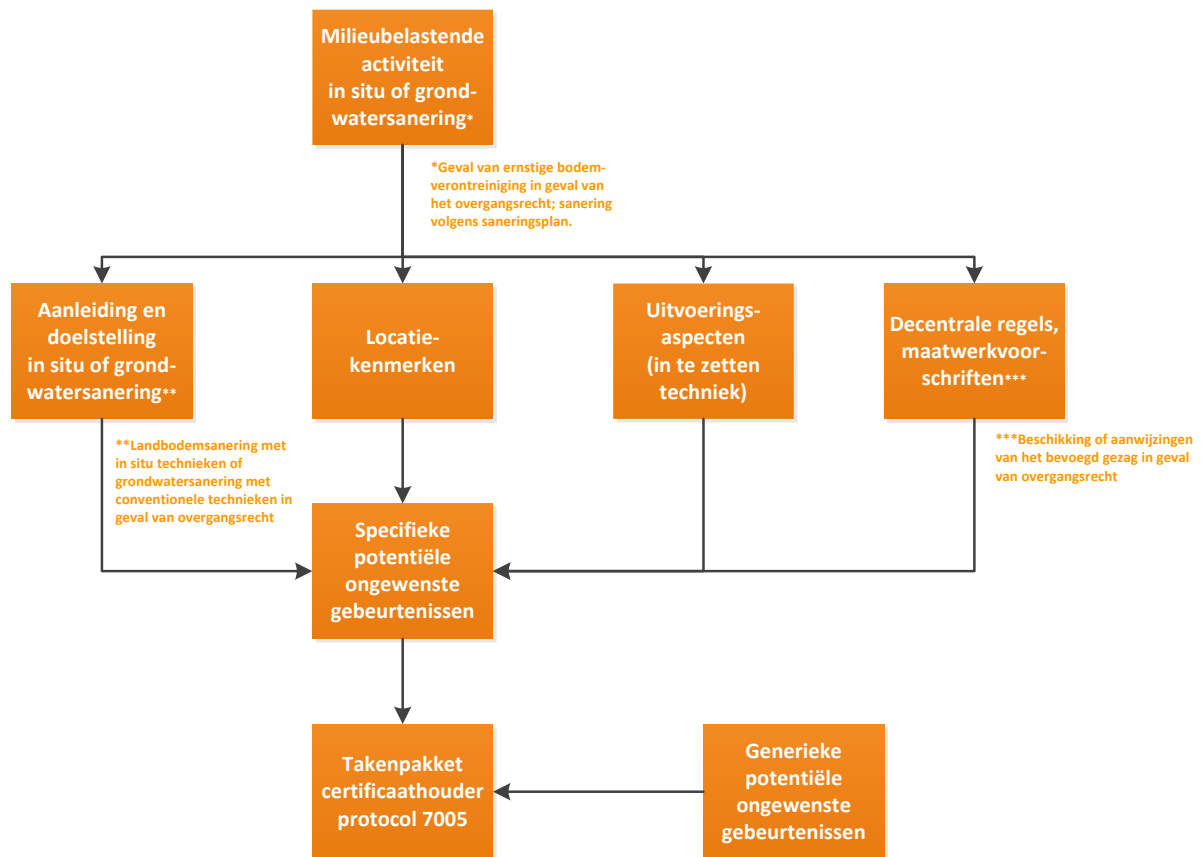 Milieubelastende
activiteit
in situ of grond-
watersanering*
*Geval van ernstige bodem-
verontreiniging in geval van
het overgangsrecht; sanering
volgens saneringsplan.
Aanleiding en
doelstelling
in situ of grond-
watersanering**
Locatie-
kenmerken
Uitvoerings-
aspecten
(in te zetten
techniek)
Decentrale regels,
maatwerkvoor-
schriften***
**Landbodemsanering met
in situ technieken of
grondwatersanering met
conventionele technieken in
geval van overgangsrecht
***Beschikking of aanwijzingen
van het bevoegd gezag in geval
van overgangsrecht
Specifieke
potentiële
ongewenste
gebeurtenissen
Takenpakket
certificaathouder
protocol 7005
Generieke
potentiële
ongewenste
gebeurtenissen